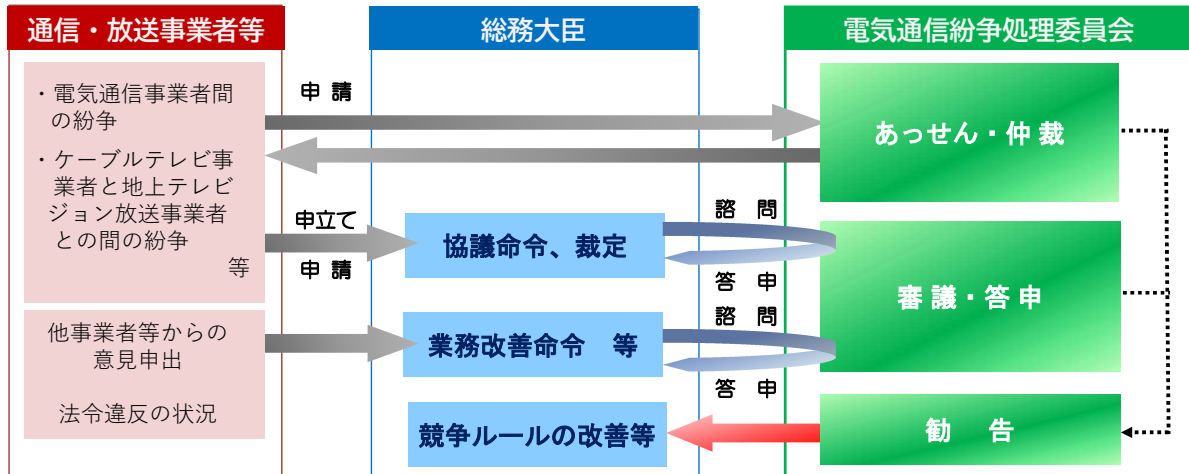 通信・放送事業者等
総務大臣
電気通信紛争処理委員会
・電気通信事業者間
の紛争
・ケーブルテレビ事
業者と地上テレビ
ジョン放送事業者
との間の紛争
等
申 請
あっせん・仲裁
申立て
申 請
協議命令、裁定
諮 問
答 申
審議・答申
他事業者等からの
意見申出
法令違反の状況
業務改善命令 等
諮 問
答 申
競争ルールの改善等
勧 告